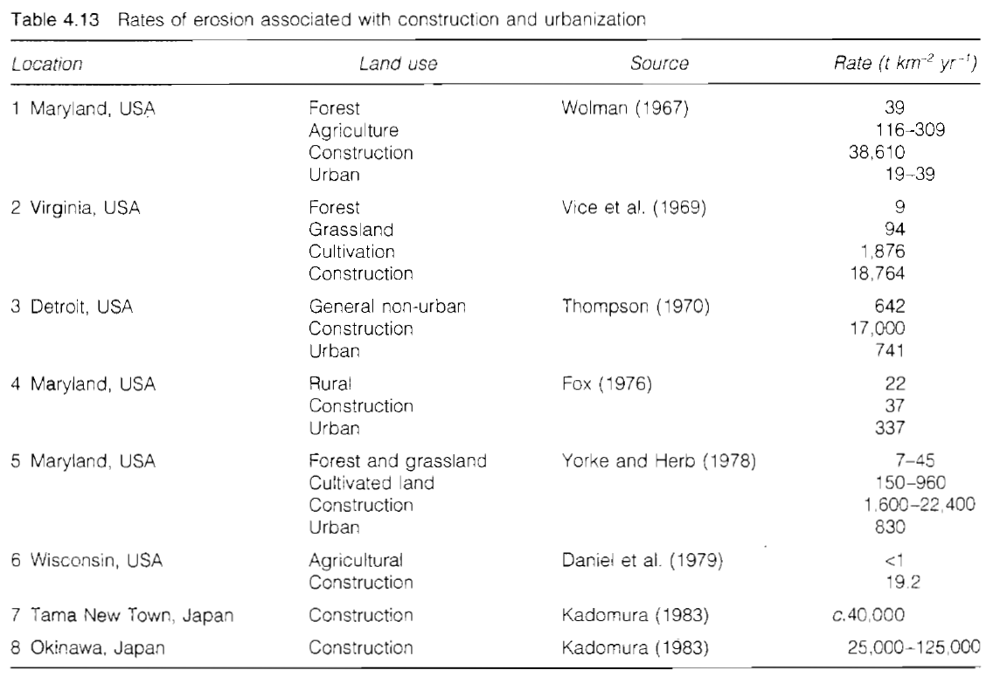 Table 4.13 Rates of erosion associated with construction and urbanization
Location Land use Source Rate (t km⁻² yr⁻¹)
1 Maryland, USA Forest Wolman (1967) 39
Agriculture 116–309
Construction 38,610
Urban 19–39
2 Virginia, USA Forest Vice et al. (1969) 9
Grassland 94
Cultivation 1,876
Construction 18,764
3 Detroit, USA General non-urban Thompson (1970) 642
Construction 17,000
Urban 741
4 Maryland, USA Rural Fox (1976) 22
Construction 37
Urban 337
5 Maryland, USA Forest and grassland Yorke and Herb (1978) 7–45
Cultivated land 150–960
Construction 1,600–22,400
Urban 830
6 Wisconsin, USA Agricultural Daniel et al. (1979) <1
Construction 19.2
7 Tama New Town, Japan Construction Kadomura (1983) c.40,000
8 Okinawa, Japan Construction Kadomura (1983) 25,000–125,000